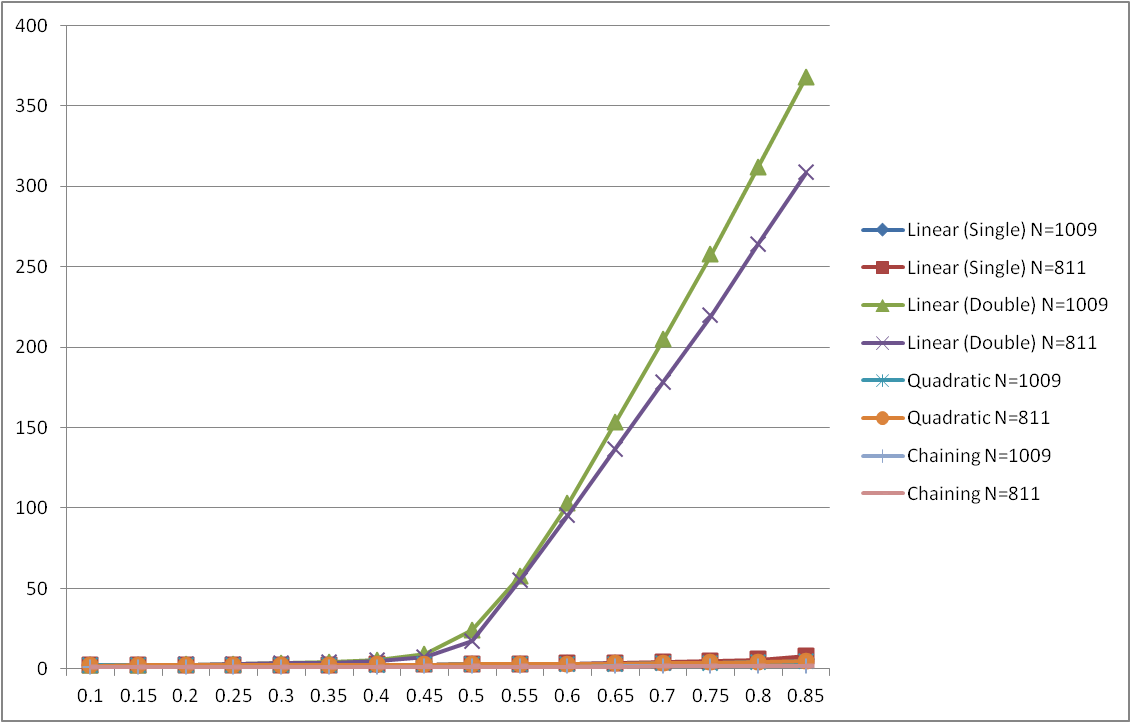 400
350
300
250
200
150
100
50
0
0.1 0.15 0.2 0.25 0.3 0.35 0.4 0.45 0.5 0.55 0.6 0.65 0.7 0.75 0.8 0.85
Linear (Single) N=1009
Linear (Single) N=811
Linear (Double) N=1009
Linear (Double) N=811
Quadratic N=1009
Quadratic N=811
Chaining N=1009
Chaining N=811